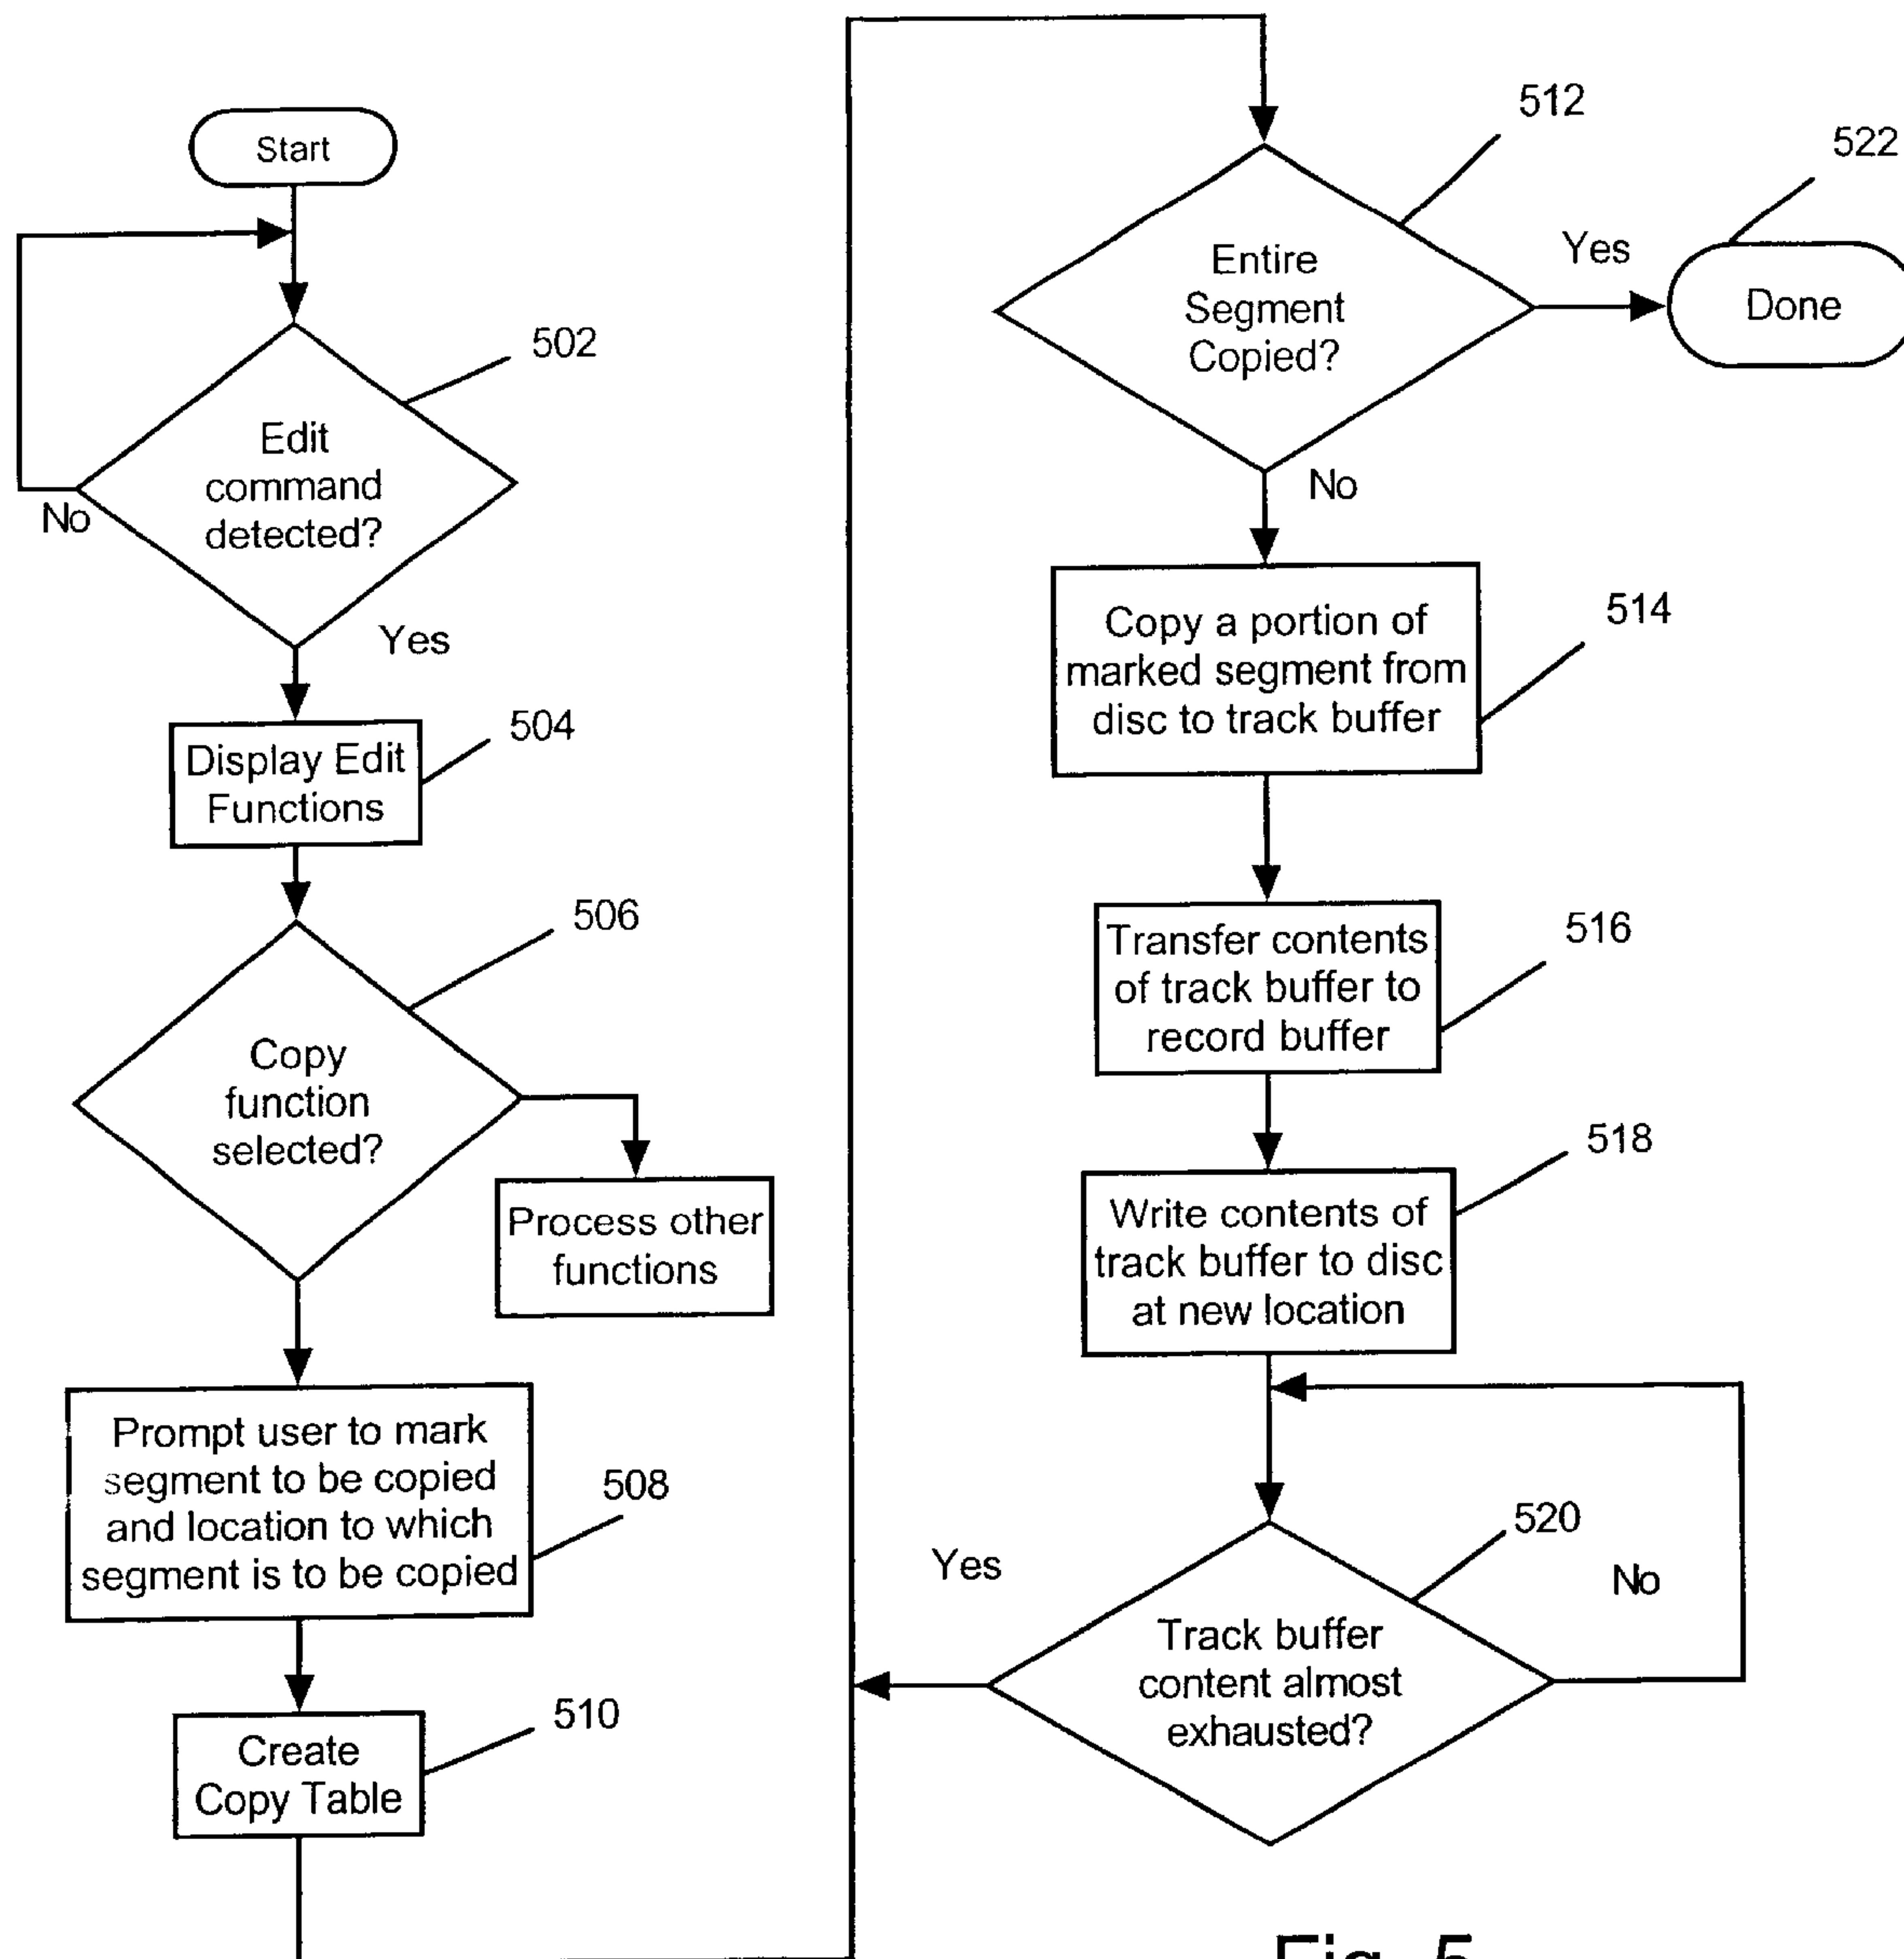 Start
502
Edit
command
detected?
No
Yes
504
Display Edit
Functions
506
Copy
function
selected?
Process other
functions
Prompt user to mark
segment to be copied
and location to which
segment is to be copied
508
510
Create
Copy Table
512
522
Entire
Segment
Copied?
Yes
Done
No
514
Copy a portion of
marked segment from
disc to track buffer
516
Transfer contents
of track buffer to
record buffer
518
Write contents of
track buffer to disc
at new location
520
Yes
No
Track buffer
content almost
exhausted?
Fig. 5